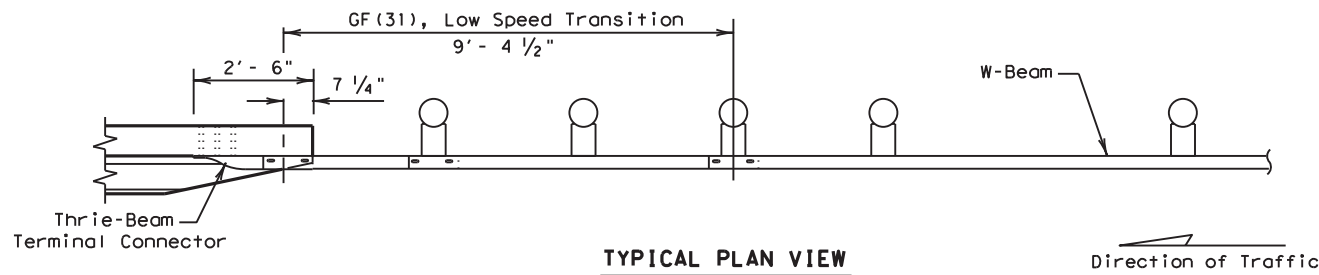 GF(31), Low Speed Transition
9'- 4 1/2"
2'- 6"
7 1/4"
W-Beam
Thrie-Beam
Terminal Connector
TYPICAL PLAN VIEW
Direction of Traffic